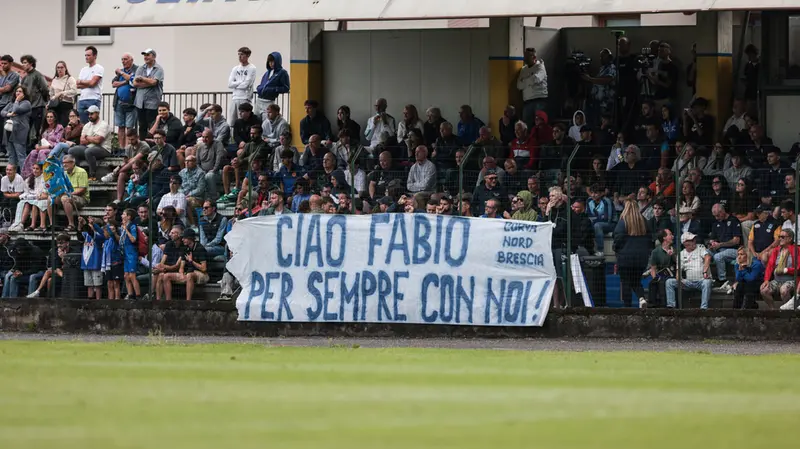 CIAO FABIO
PER SEMPRE CON NOI!
CURVA
NORD
BRESCIA